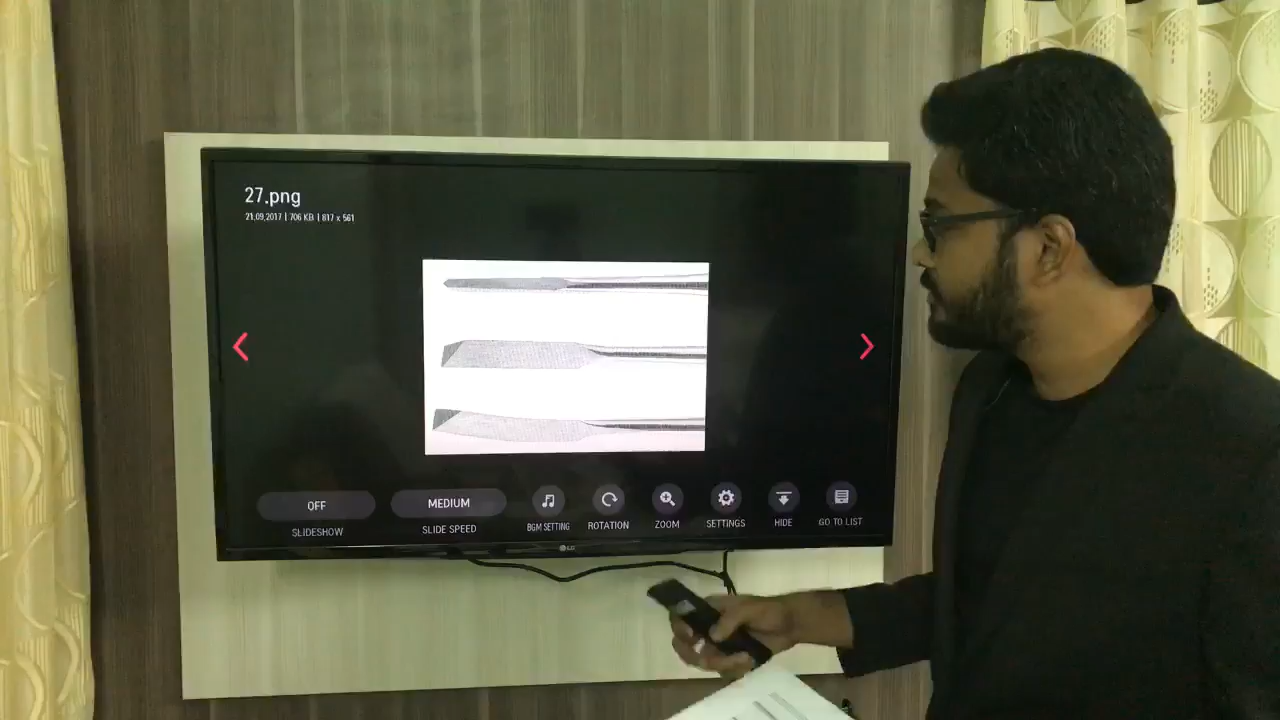 27.png
21.09.2017 | 706 KB | 817 x 561
OFF
MEDIUM
SLIDESHOW
SLIDE SPEED
BGM SETTING
ROTATION
ZOOM
SETTINGS
HIDE
GO TO LIST
LG